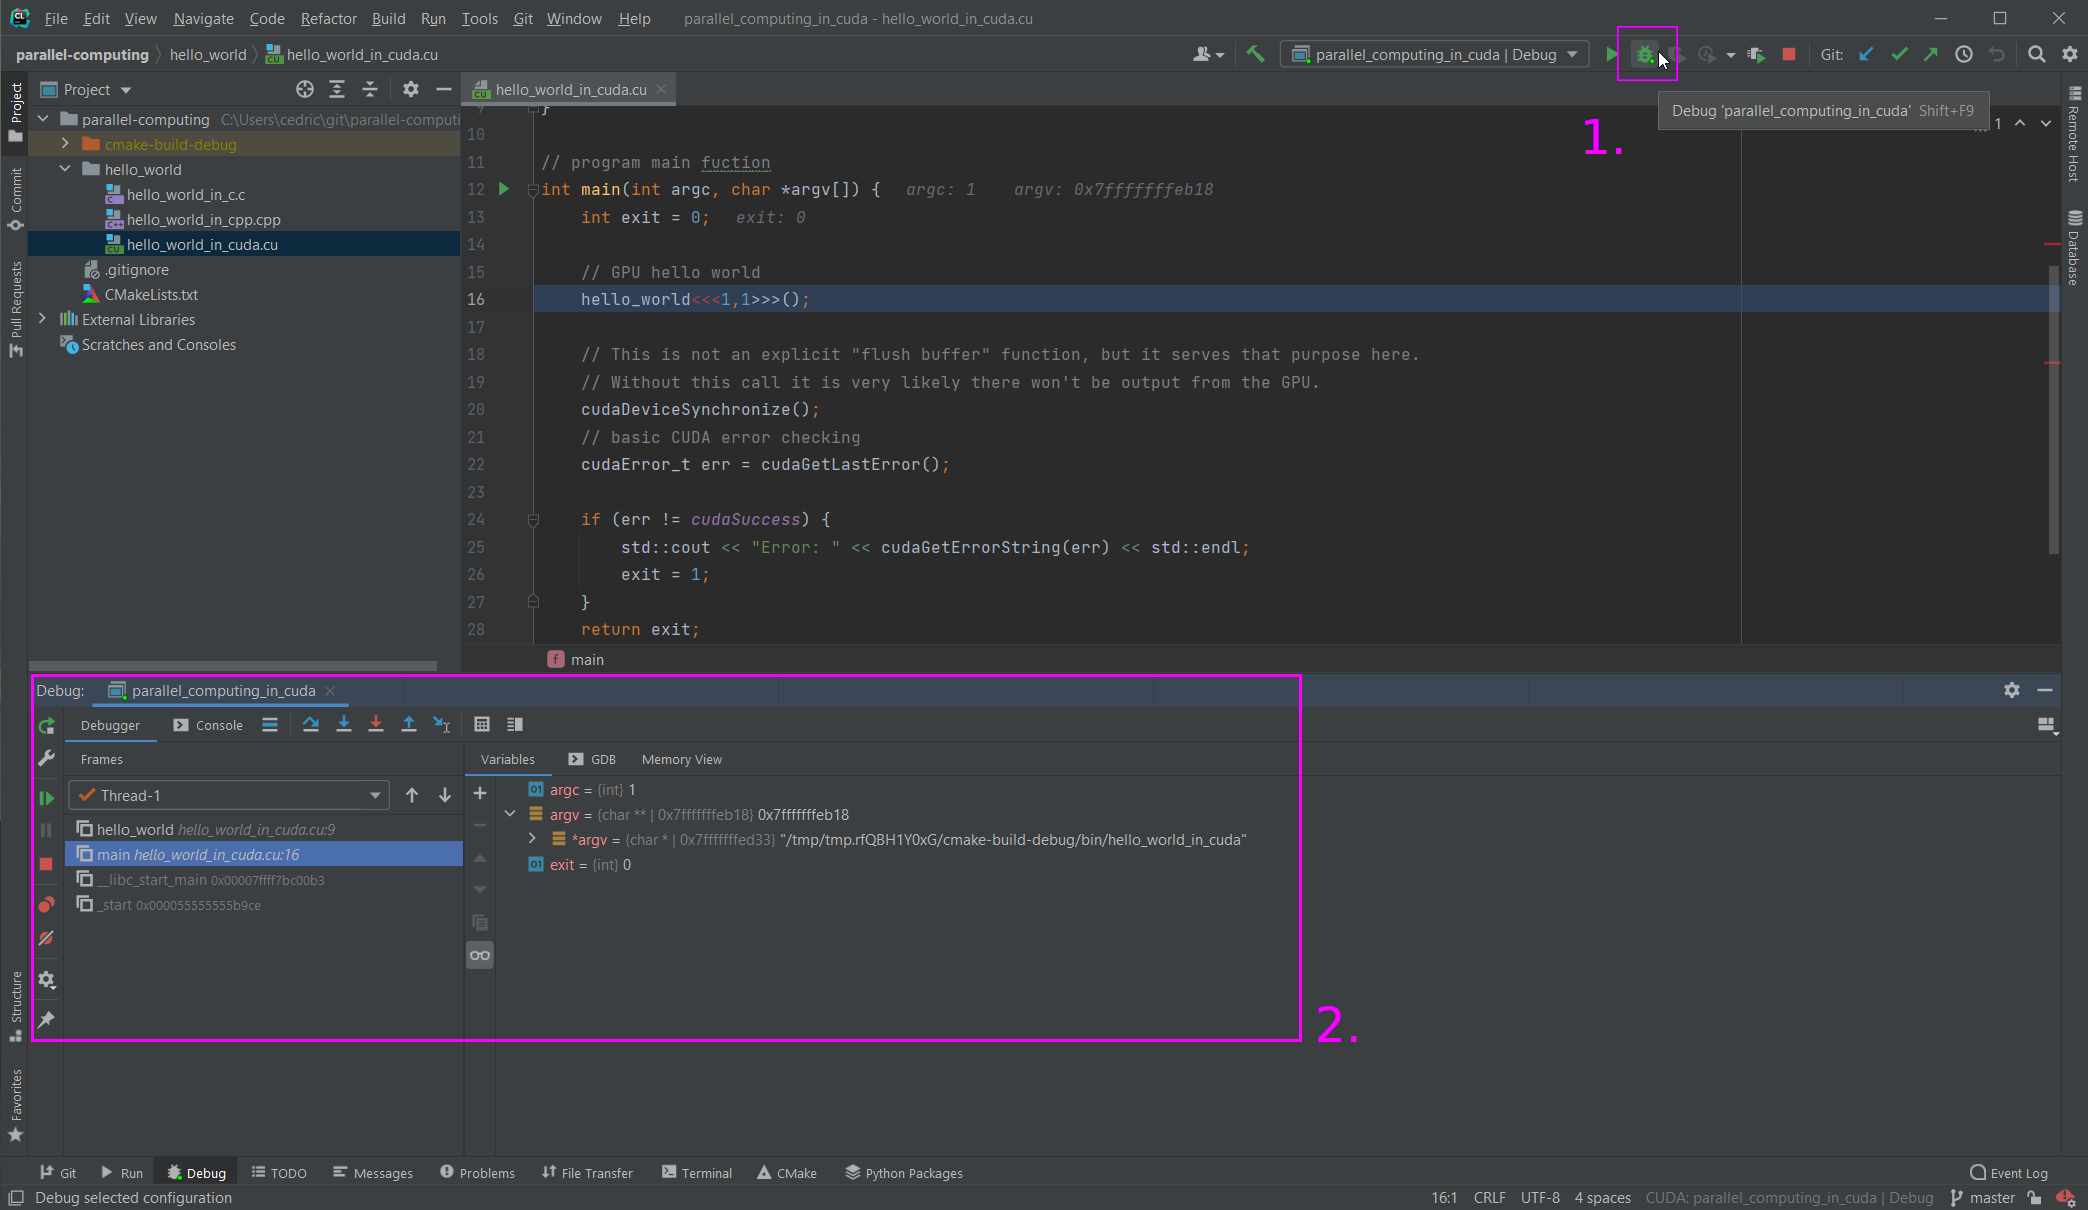 File Edit View Navigate Code Refactor Build Run Tools Git Window Help parallel_computing_in_cuda - hello_world_in_cuda.cu
parallel-computing hello_world hello_world_in_cuda.cu parallel_computing_in_cuda | Debug Git:
Project hello_world_in_cuda.cu
Debug 'parallel_computing_in_cuda' Shift+F9
1.
1
parallel-computing C:\Users\cedric\git\parallel-computi
cmake-build-debug
hello_world
hello_world_in_c.c
hello_world_in_cpp.cpp
hello_world_in_cuda.cu
.gitignore
CMakeLists.txt
External Libraries
Scratches and Consoles
Project
Commit
Pull Requests
Structure
Favorites
Remote Host
Database
9 }
10
11 // program main fuction
12 int main(int argc, char *argv[]) { argc: 1 argv: 0x7fffffffeb18
13 int exit = 0; exit: 0
14
15 // GPU hello world
16 hello_world<<<1,1>>>();
17
18 // This is not an explicit "flush buffer" function, but it serves that purpose here.
19 // Without this call it is very likely there won't be output from the GPU.
20 cudaDeviceSynchronize();
21 // basic CUDA error checking
22 cudaError_t err = cudaGetLastError();
23
24 if (err != cudaSuccess) {
25 std::cout << "Error: " << cudaGetErrorString(err) << std::endl;
26 exit = 1;
27 }
28 return exit;
f main
Debug: parallel_computing_in_cuda
Debugger Console
Frames
Variables GDB Memory View
Thread-1
hello_world hello_world_in_cuda.cu:9
main hello_world_in_cuda.cu:16
__libc_start_main 0x00007ffff7bc00b3
_start 0x000055555555b9ce
argc = {int} 1
argv = {char ** | 0x7fffffffeb18} 0x7fffffffeb18
*argv = {char * | 0x7fffffffed33} "/tmp/tmp.rfQBH1Y0xG/cmake-build-debug/bin/hello_world_in_cuda"
exit = {int} 0
2.
Git Run Debug TODO Messages Problems File Transfer Terminal CMake Python Packages Event Log
Debug selected configuration 16:1 CRLF UTF-8 4 spaces CUDA: parallel_computing_in_cuda | Debug master